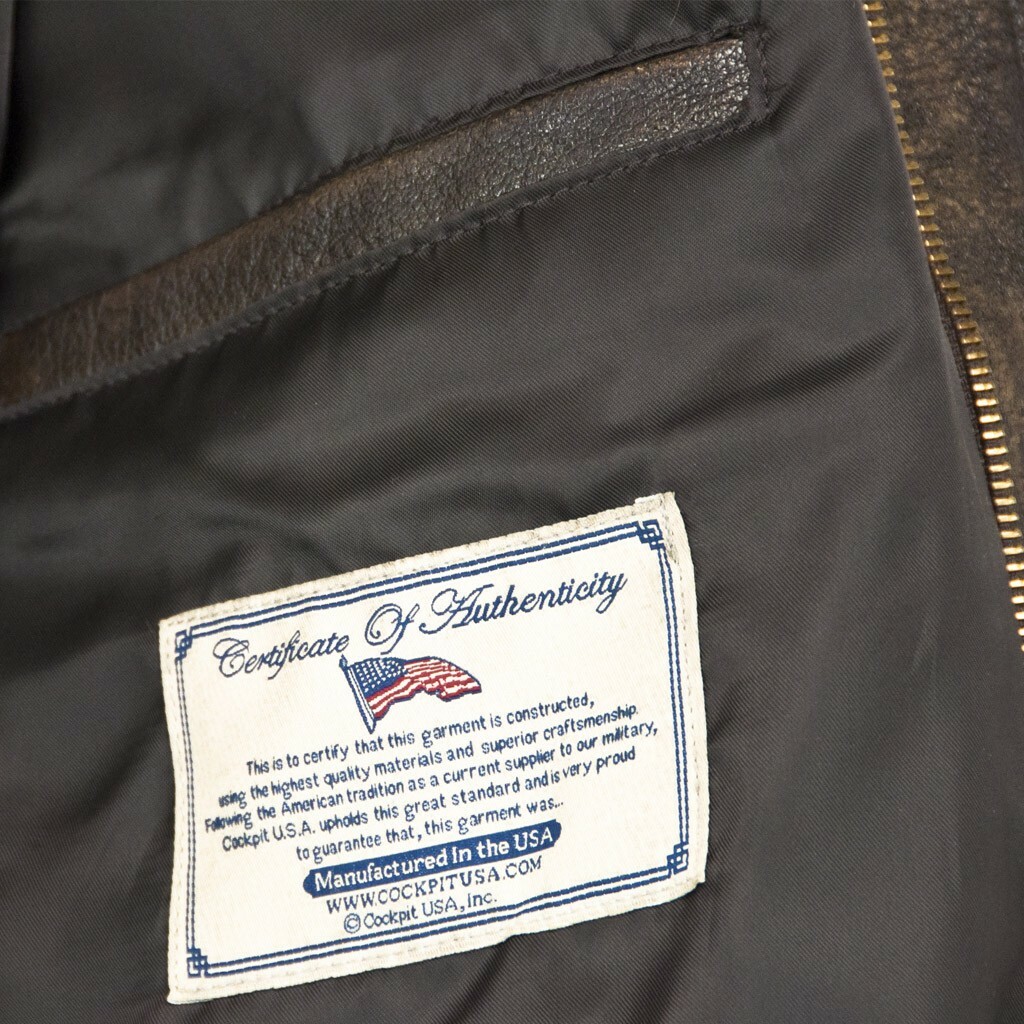 Certificate Of Authenticity
This is to certify that this garment is constructed,
using the highest quality materials and superior craftsmenship.
Following the American tradition as a current supplier to our military,
Cockpit U.S.A. upholds this great standard and is very proud
to guarantee that, this garment was...
Manufactured In the USA
WWW.COCKPITUSA.COM
© Cockpit USA, Inc.